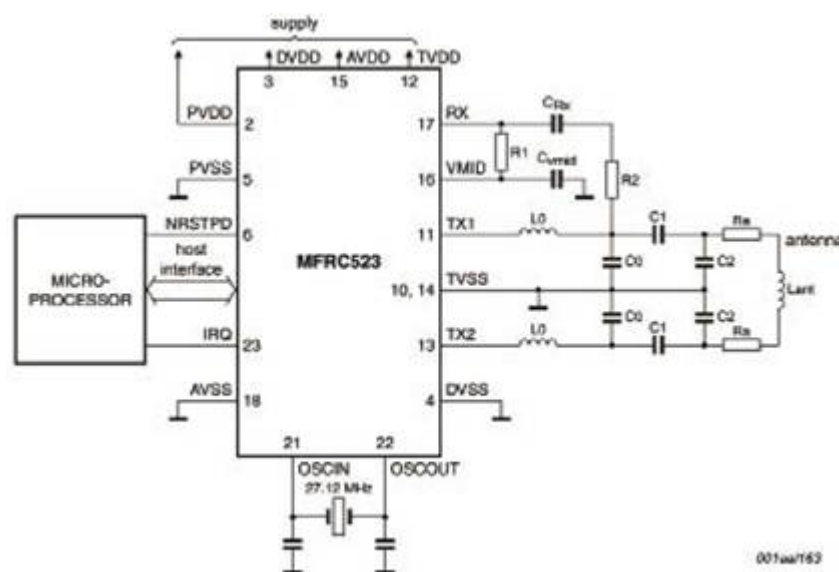 supply
DVDD
AVDD
TVDD
3
15
12
PVDD
2
17
RX
CRx
R1
PVSS
5
16
VMID
Cvmid
R2
NRSTPD
6
11
TX1
L0
C1
Ra
antenna
MICRO-
PROCESSOR
host
interface
MFRC523
C0
C2
10, 14
TVSS
Lant
C0
C2
IRQ
23
13
TX2
L0
C1
Ra
AVSS
18
4
DVSS
21
22
OSCIN
OSCOUT
27.12 MHz